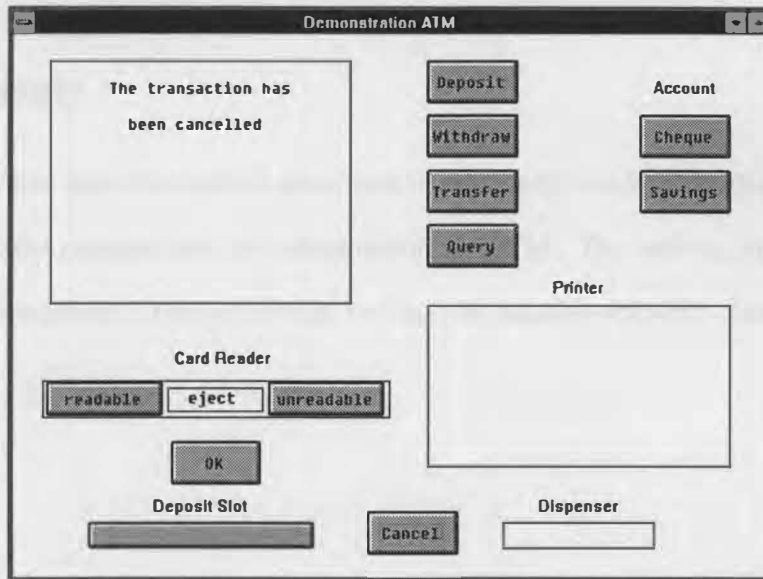 Demonstration ATM
The transaction has
been cancelled
Deposit
Withdraw
Transfer
Query
Account
Cheque
Savings
Printer
Card Reader
readable
eject
unreadable
OK
Deposit Slot
Cancel
Dispenser